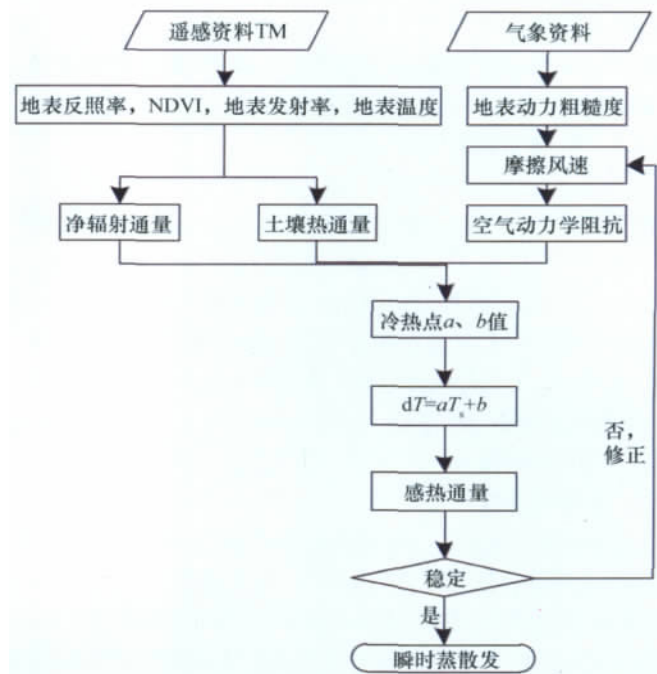 遥感资料TM
气象资料
地表反照率，NDVI，地表发射率，地表温度
地表动力粗糙度
摩擦风速
净辐射通量
土壤热通量
空气动力学阻抗
冷热点a、b值
dT=aTs+b
否，
修正
感热通量
稳定
是
瞬时蒸散发